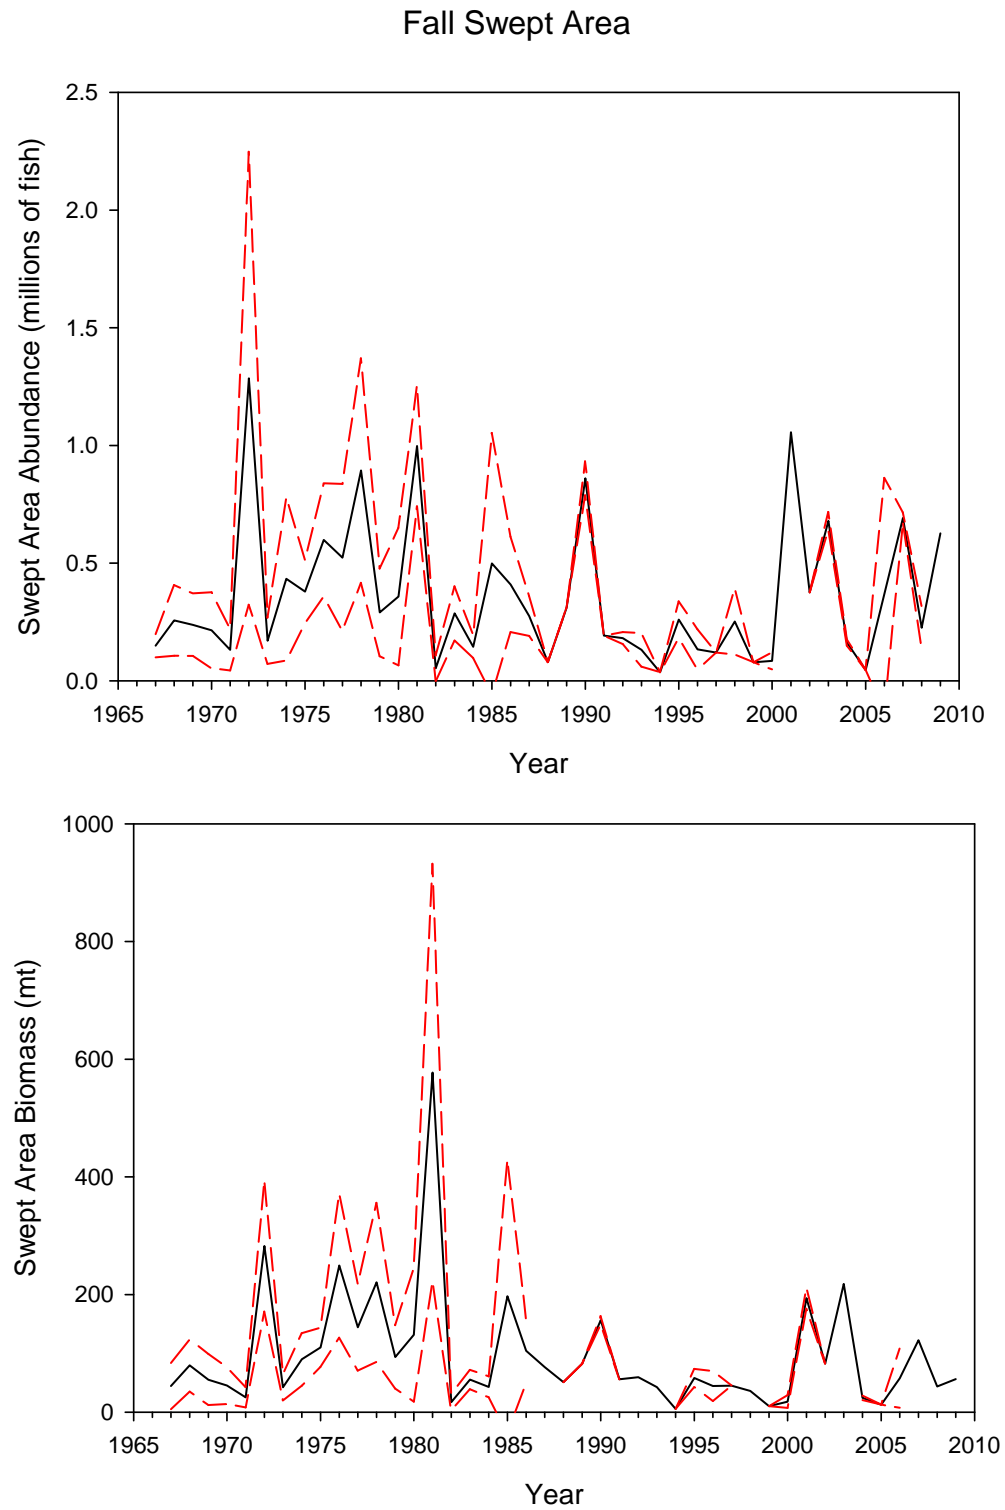 Fall Swept Area
2.5
2.0
1.5
1.0
0.5
0.0
Swept Area Abundance (millions of fish)
1965 1970 1975 1980 1985 1990 1995 2000 2005 2010
Year
1000
800
600
400
200
0
Swept Area Biomass (mt)
1965 1970 1975 1980 1985 1990 1995 2000 2005 2010
Year